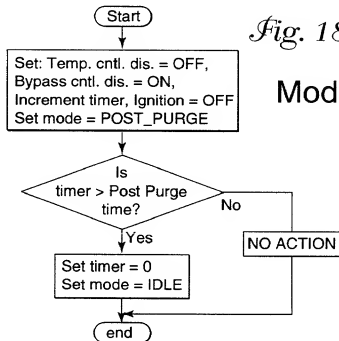 Start
Fig. 18
Mod
Set: Temp. cntl. dis. = OFF,
Bypass cntl. dis. = ON,
Increment timer, Ignition = OFF
Set mode = POST_PURGE
Is
timer > Post Purge
time?
No
Yes
NO ACTION
Set timer = 0
Set mode = IDLE
end